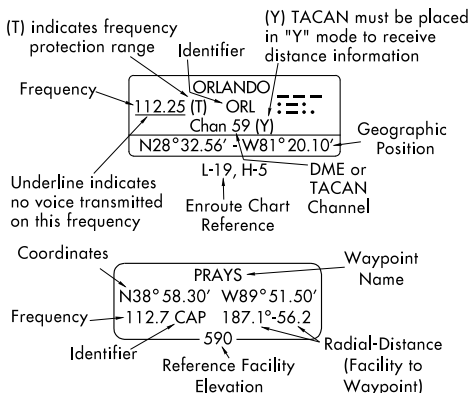 (T) indicates frequency
protection range
Identifier
(Y) TACAN must be placed
in "Y" mode to receive
distance information
Frequency
ORLANDO
112.25 (T) ORL
Chan 59 (Y)
N28°32.56' - W81°20.10'
Geographic
Position
Underline indicates
no voice transmitted
on this frequency
L-19, H-5
Enroute Chart
Reference
DME or
TACAN
Channel
Coordinates
PRAYS
Waypoint
Name
N38°58.30' W89°51.50'
Frequency
112.7 CAP 187.1°-56.2
Identifier
590
Reference Facility
Elevation
Radial-Distance
(Facility to
Waypoint)